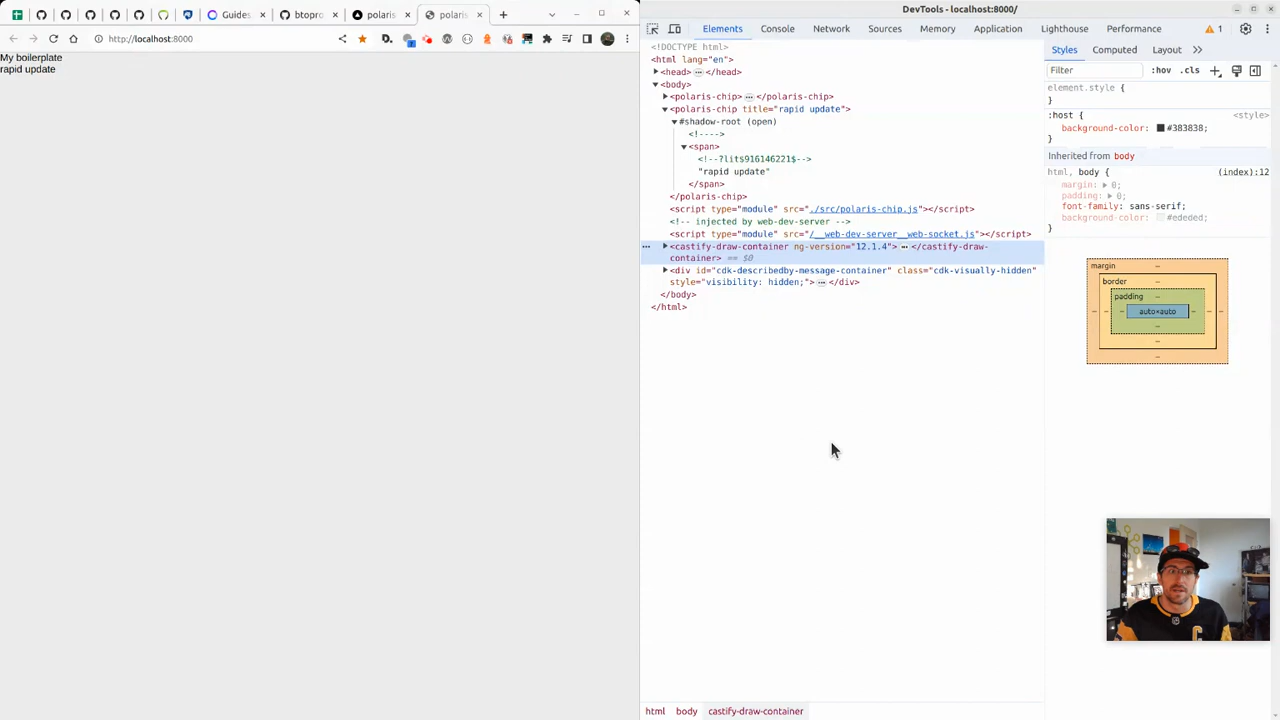 Guides
btopro
polaris
polaris
http://localhost:8000
My boilerplate
rapid update
DevTools - localhost:8000/
Elements
Console
Network
Sources
Memory
Application
Lighthouse
Performance
1
<!DOCTYPE html>
<html lang="en">
<head> … </head>
<body>
<polaris-chip> … </polaris-chip>
<polaris-chip title="rapid update">
#shadow-root (open)
<!---->
<span>
<!--?lit$916146221$-->
"rapid update"
</span>
</polaris-chip>
<script type="module" src="./src/polaris-chip.js"></script>
<!-- injected by web-dev-server -->
<script type="module" src="/__web-dev-server__web-socket.js"></script>
… <castify-draw-container ng-version="12.1.4"> … </castify-draw-
container> == $0
<div id="cdk-describedby-message-container" class="cdk-visually-hidden"
style="visibility: hidden;"> … </div>
</body>
</html>
html
body
castify-draw-container
Styles
Computed
Layout
Filter
:hov
.cls
element.style {
}
:host {
<style>
background-color: #383838;
}
Inherited from body
html, body {
(index):12
margin: 0;
padding: 0;
font-family: sans-serif;
background-color: #ededed;
}
margin
–
border
–
padding
–
auto×auto